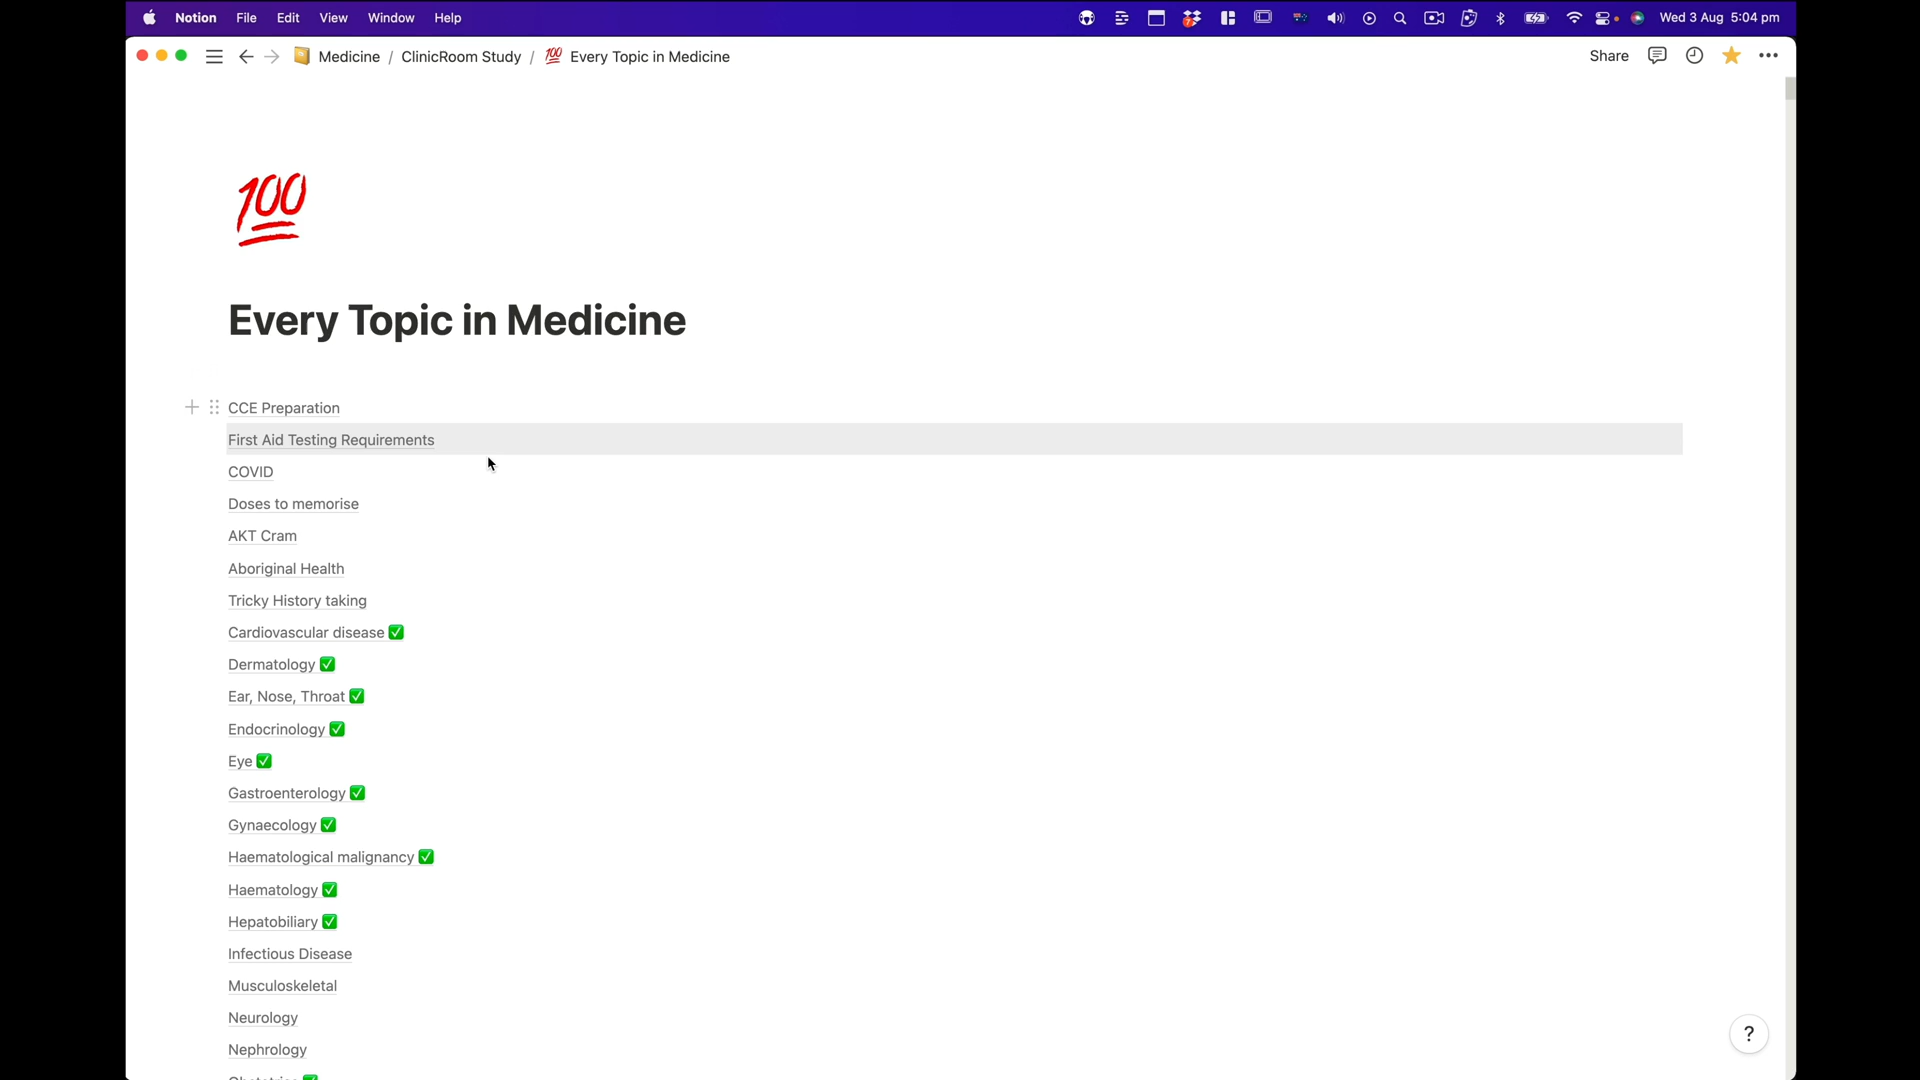 Notion File Edit View Window Help Wed 3 Aug 5:04 pm
Medicine / ClinicRoom Study / 💯 Every Topic in Medicine Share
💯
Every Topic in Medicine
CCE Preparation
First Aid Testing Requirements
COVID
Doses to memorise
AKT Cram
Aboriginal Health
Tricky History taking
Cardiovascular disease ✅
Dermatology ✅
Ear, Nose, Throat ✅
Endocrinology ✅
Eye ✅
Gastroenterology ✅
Gynaecology ✅
Haematological malignancy ✅
Haematology ✅
Hepatobiliary ✅
Infectious Disease
Musculoskeletal
Neurology
Nephrology
?